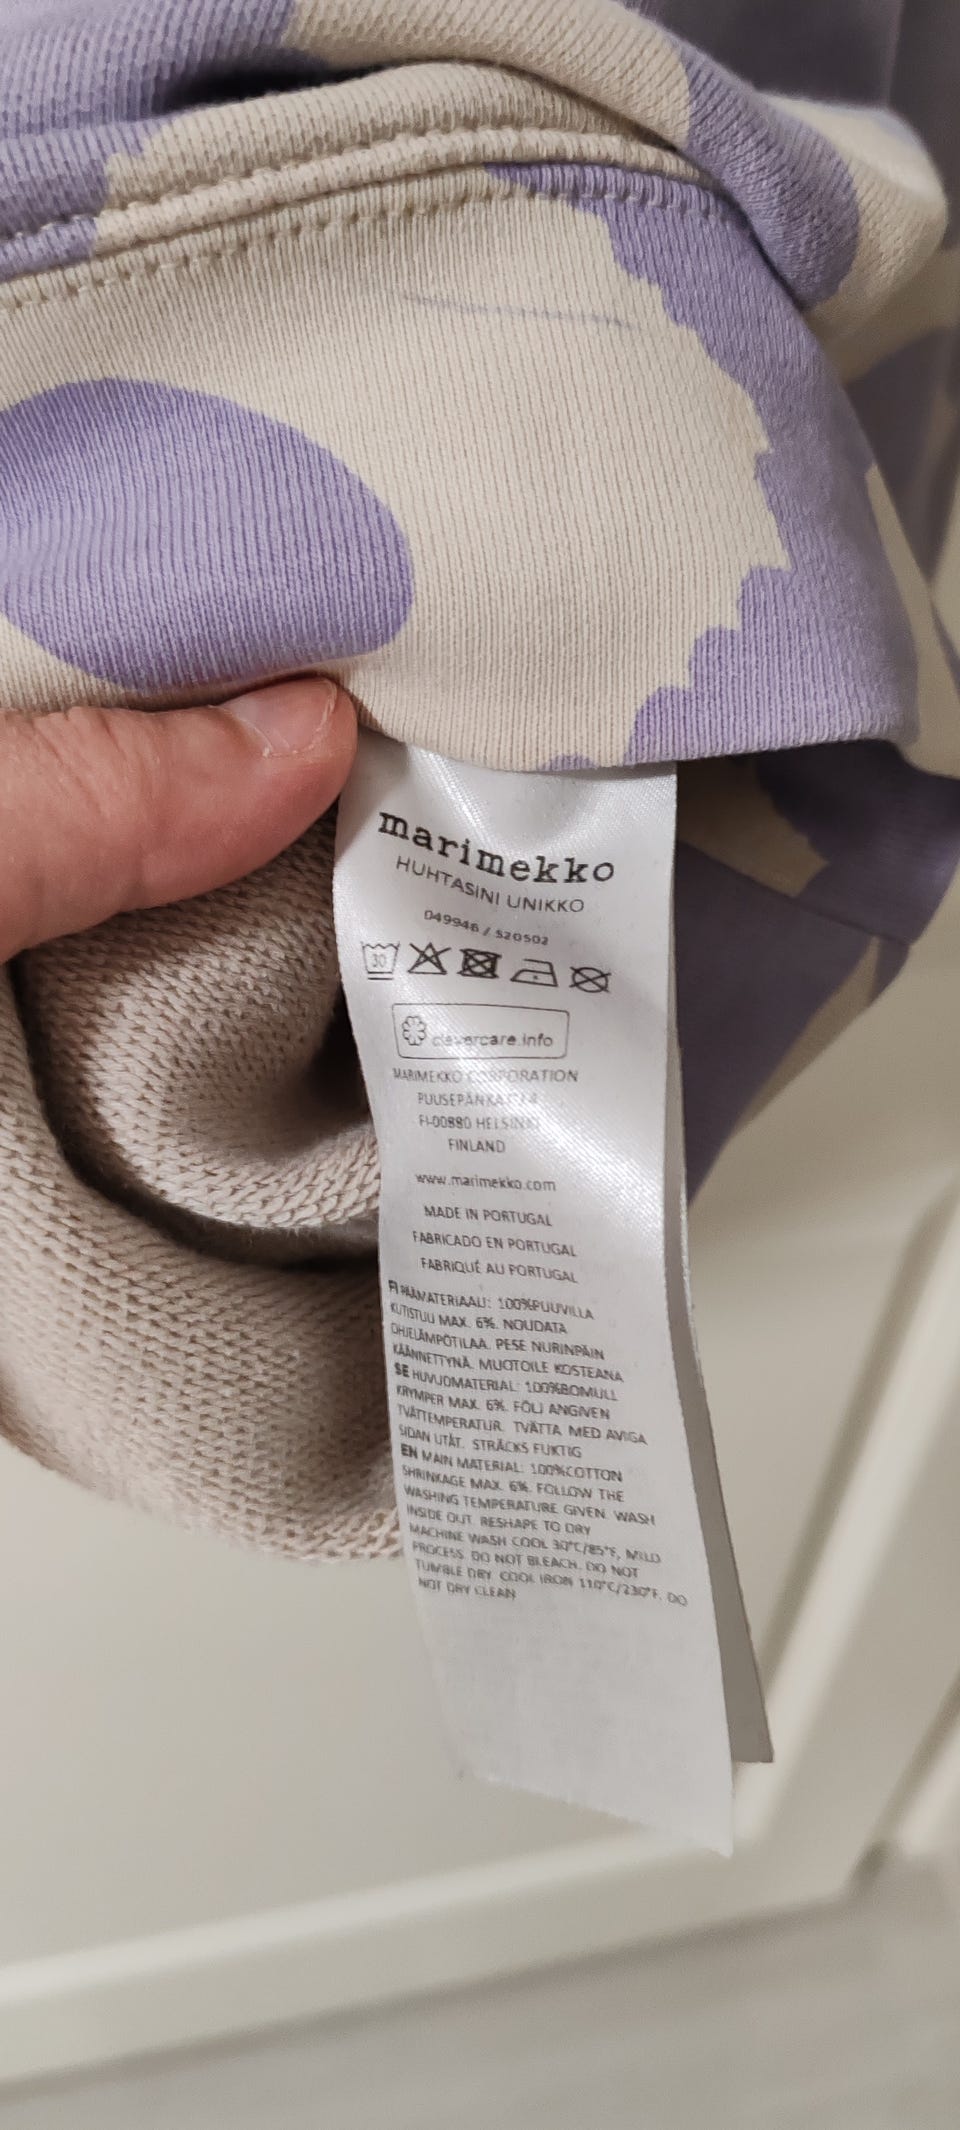 marimekko
HUHTASINI UNIKKO
049946 / S20502
30
clevercare.info
MARIMEKKO CORPORATION
PUUSEPÄNKATU 4
FI-00880 HELSINKI
FINLAND
www.marimekko.com
MADE IN PORTUGAL
FABRICADO EN PORTUGAL
FABRIQUÉ AU PORTUGAL
FI PÄÄMATERIAALI: 100%PUUVILLA
KUTISTUU MAX. 6%. NOUDATA
OHJELÄMPÖTILAA. PESE NURINPÄIN
KÄÄNNETTYNÄ. MUOTOILE KOSTEANA
SE HUVUDMATERIAL: 100%BOMULL
KRYMPER MAX. 6%. FÖLJ ANGIVEN
TVÄTTEMPERATUR. TVÄTTA MED AVIGA
SIDAN UTÅT. STRÄCKS FUKTIG
EN MAIN MATERIAL: 100%COTTON
SHRINKAGE MAX. 6%. FOLLOW THE
WASHING TEMPERATURE GIVEN. WASH
INSIDE OUT. RESHAPE TO DRY
MACHINE WASH COOL 30°C/85°F, MILD
PROCESS. DO NOT BLEACH. DO NOT
TUMBLE DRY. COOL IRON 110°C/230°F. DO
NOT DRY CLEAN